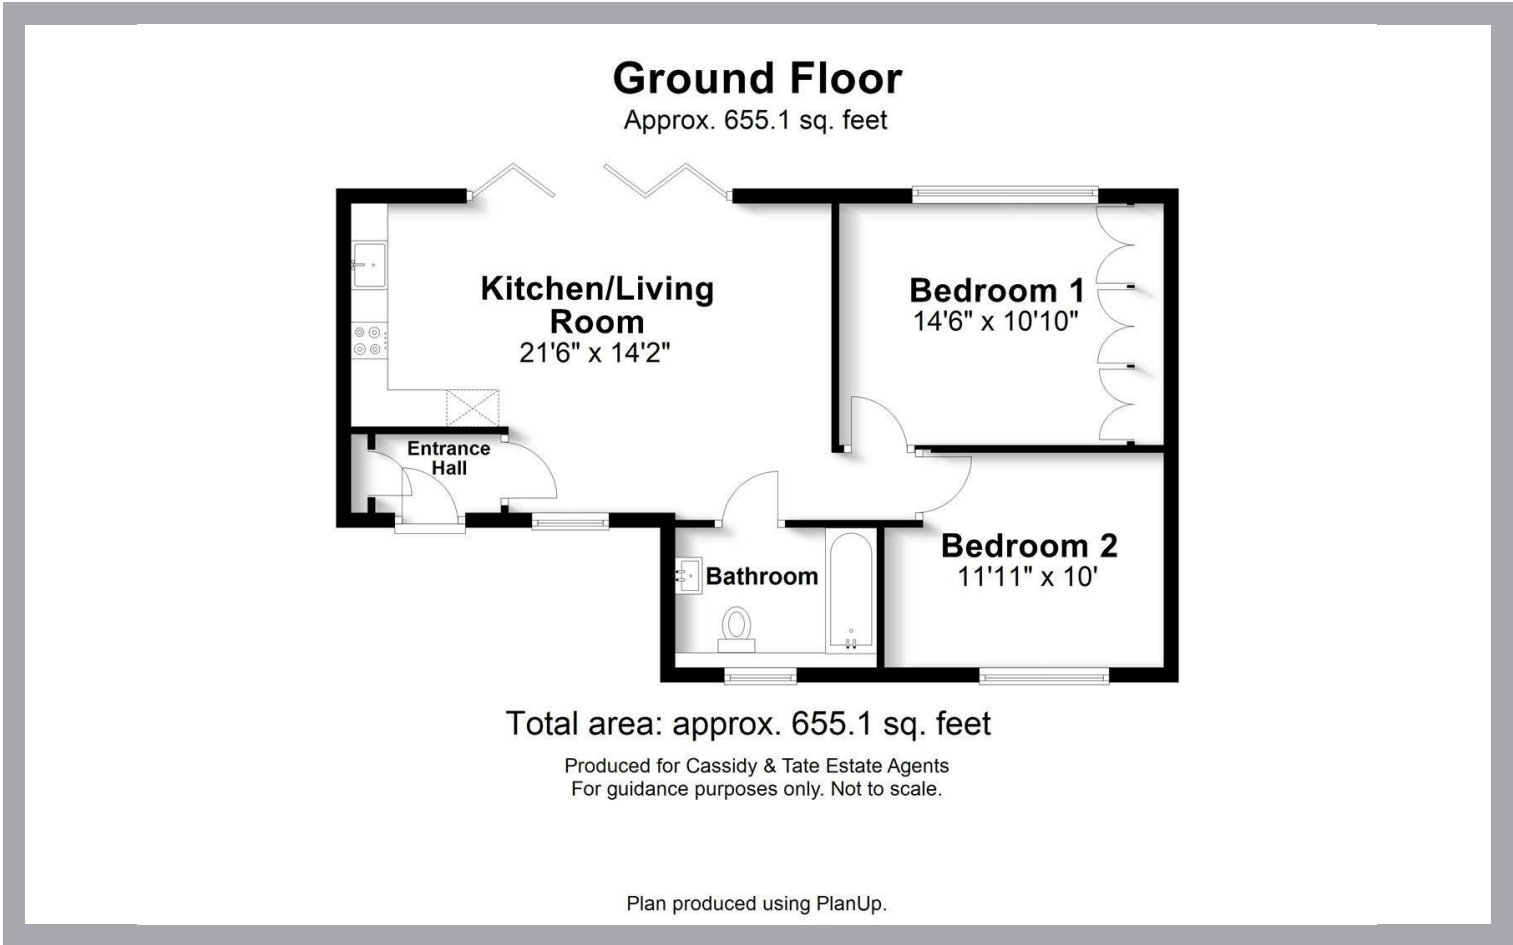 Ground Floor
Approx. 655.1 sq. feet
Kitchen/Living
Room
21'6" x 14'2"
Bedroom 1
14'6" x 10'10"
Entrance
Hall
Bathroom
Bedroom 2
11'11" x 10'
Total area: approx. 655.1 sq. feet
Produced for Cassidy & Tate Estate Agents
For guidance purposes only. Not to scale.
Plan produced using PlanUp.